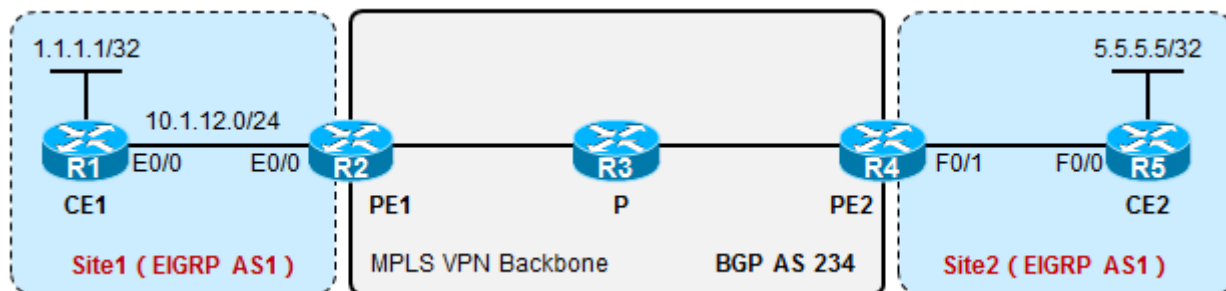 1.1.1.1/32
5.5.5.5/32
10.1.12.0/24
R1 E0/0 E0/0 R2 R3 R4 F0/1 F0/0 R5
CE1 PE1 P PE2 CE2
Site1 ( EIGRP AS1 ) MPLS VPN Backbone BGP AS 234 Site2 ( EIGRP AS1 )